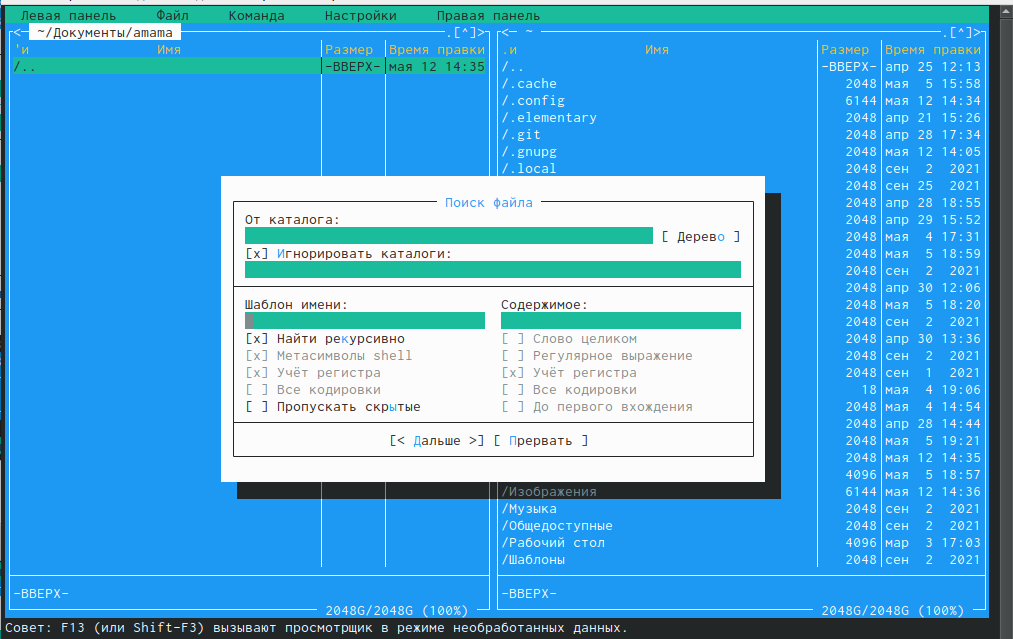 Левая панель Файл Команда Настройки Правая панель
<─ ~/Документы/amama .[^]>
'и Имя Размер Время правки
/.. -ВВЕРХ- мая 12 14:35
-ВВЕРХ-
2048G/2048G (100%)
<─ ~ .[^]>
.и Имя Размер Время правки
/.. -ВВЕРХ- апр 25 12:13
/.cache 2048 мая 5 15:58
/.config 6144 мая 12 14:34
/.elementary 2048 апр 21 15:26
/.git 2048 апр 28 17:34
/.gnupg 2048 мая 12 14:05
/.local 2048 сен 2 2021
2048 сен 25 2021
2048 апр 28 18:55
2048 апр 29 15:52
2048 мая 4 17:31
2048 мая 5 18:59
2048 сен 2 2021
2048 апр 30 12:06
2048 мая 5 18:20
2048 сен 2 2021
2048 апр 30 13:36
2048 сен 2 2021
2048 сен 1 2021
18 мая 4 19:06
2048 мая 4 14:54
2048 апр 28 14:44
2048 мая 5 19:21
2048 мая 12 14:35
4096 мая 5 18:57
/Изображения 6144 мая 12 14:36
/Музыка 2048 сен 2 2021
/Общедоступные 2048 сен 2 2021
/Рабочий стол 4096 мар 3 17:03
/Шаблоны 2048 сен 2 2021
-ВВЕРХ-
2048G/2048G (100%)
Поиск файла
От каталога:
[ Дерево ]
[x] Игнорировать каталоги:
Шаблон имени: Содержимое:
[x] Найти рекурсивно [ ] Слово целиком
[x] Метасимволы shell [ ] Регулярное выражение
[x] Учёт регистра [x] Учёт регистра
[ ] Все кодировки [ ] Все кодировки
[ ] Пропускать скрытые [ ] До первого вхождения
[< Дальше >] [ Прервать ]
Совет: F13 (или Shift-F3) вызывают просмотрщик в режиме необработанных данных.